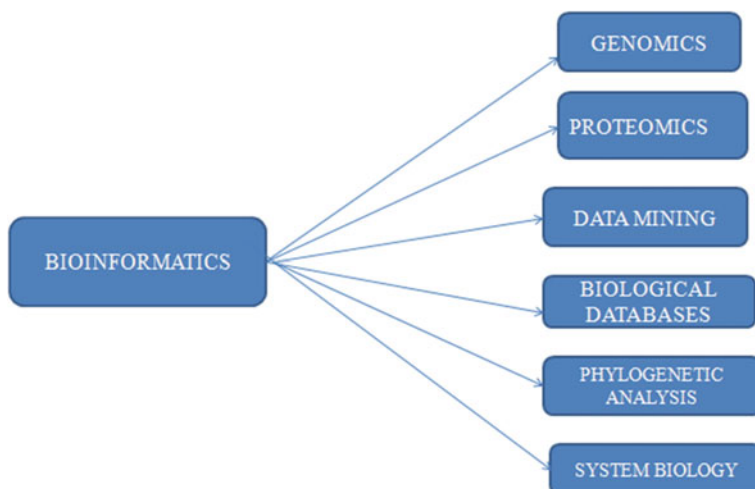 GENOMICS
PROTEOMICS
DATA MINING
BIOINFORMATICS
BIOLOGICAL
DATABASES
PHYLOGENETIC
ANALYSIS
SYSTEM BIOLOGY